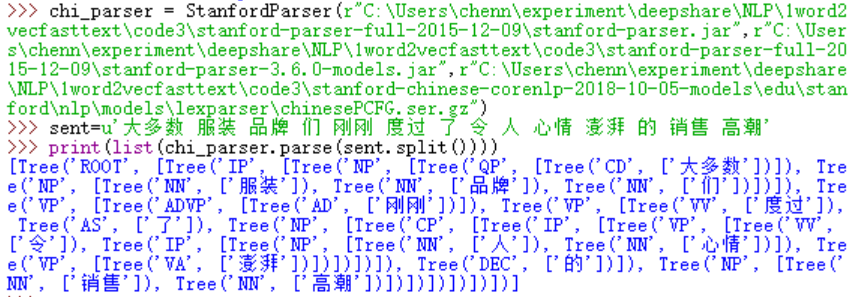 >>> chi_parser = StanfordParser(r"C:\Users\chenn\experiment\deepshare\NLP\1word2
vecfasttext\code3\stanford-parser-full-2015-12-09\stanford-parser.jar",r"C:\User
s\chenn\experiment\deepshare\NLP\1word2vecfasttext\code3\stanford-parser-full-20
15-12-09\stanford-parser-3.6.0-models.jar",r"C:\Users\chenn\experiment\deepshare
\NLP\1word2vecfasttext\code3\stanford-chinese-corenlp-2018-10-05-models\edu\stan
ford\nlp\models\lexparser\chinesePCFG.ser.gz")
>>> sent=u'大多数 服装 品牌 们 刚刚 度过 了 令 人 心情 澎湃 的 销售 高潮'
>>> print(list(chi_parser.parse(sent.split())))
[Tree('ROOT', [Tree('IP', [Tree('NP', [Tree('QP', [Tree('CD', ['大多数'])]), Tre
e('NP', [Tree('NN', ['服装']), Tree('NN', ['品牌']), Tree('NN', ['们'])])]), Tre
e('VP', [Tree('ADVP', [Tree('AD', ['刚刚'])]), Tree('VP', [Tree('VV', ['度过']),
 Tree('AS', ['了']), Tree('NP', [Tree('CP', [Tree('IP', [Tree('VP', [Tree('VV',
['令']), Tree('IP', [Tree('NP', [Tree('NN', ['人']), Tree('NN', ['心情'])]), Tre
e('VP', [Tree('VA', ['澎湃'])])])])]), Tree('DEC', ['的'])]), Tree('NP', [Tree('
NN', ['销售']), Tree('NN', ['高潮'])])])])])])])]